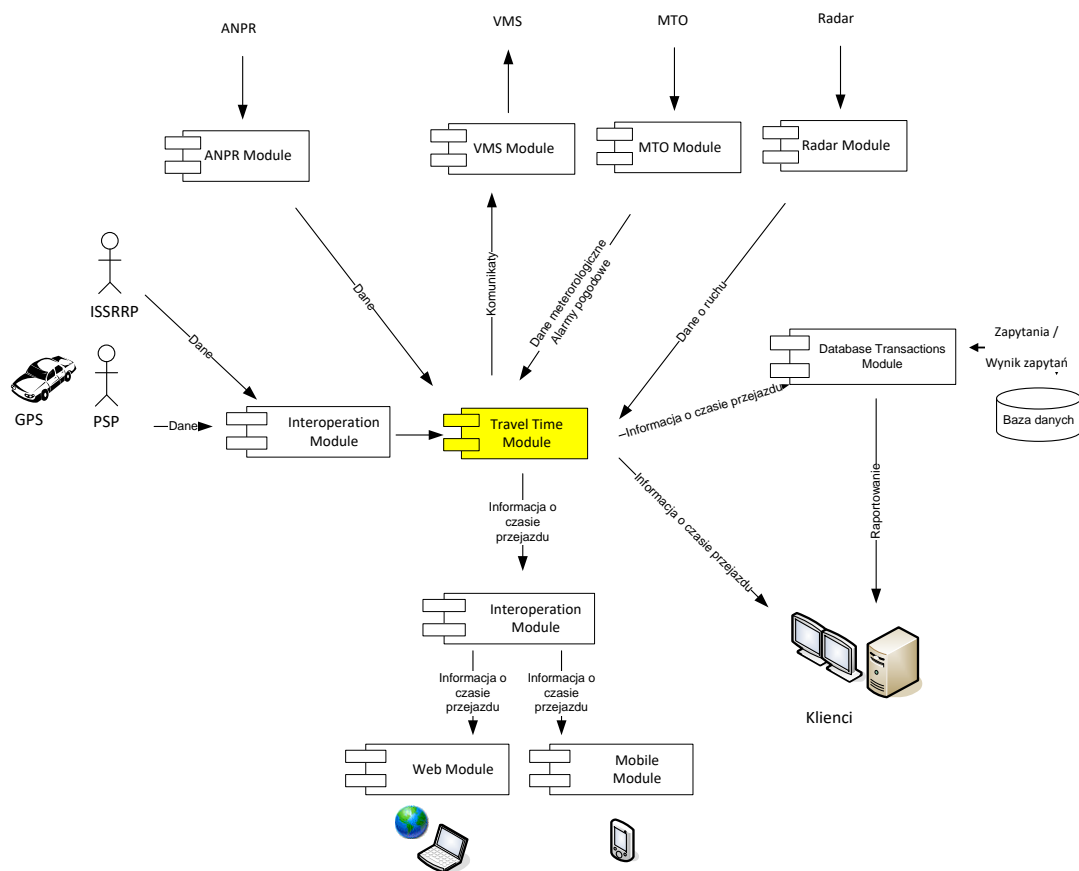 ANPR
VMS
MTO
Radar
ANPR Module
VMS Module
MTO Module
Radar Module
ISSRRP
Dane
Dane
Komunikaty
Dane meterorologiczne
Alarmy pogodowe
Dane o ruchu
Database Transactions
Module
Zapytania /
Wynik zapytań
Baza danych
GPS
PSP
Dane
Interoperation
Module
Travel Time
Module
Informacja o czasie przejazdu
Informacja o
czasie
przejazdu
Informacja o czasie przejazdu
Raportowanie
Interoperation
Module
Informacja o
czasie
przejazdu
Informacja o
czasie
przejazdu
Klienci
Web Module
Mobile
Module